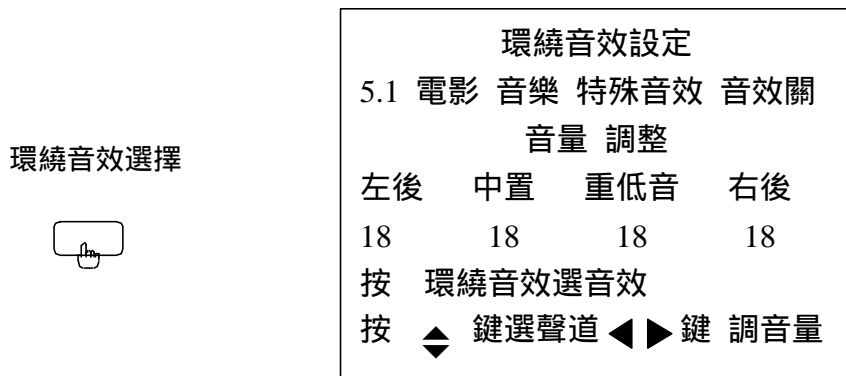 環繞音效選擇
環繞音效設定
5.1 電影 音樂 特殊音效 音效關
音量 調整
左後 中置 重低音 右後
18 18 18 18
按 環繞音效選音效
按 鍵選聲道 鍵 調音量